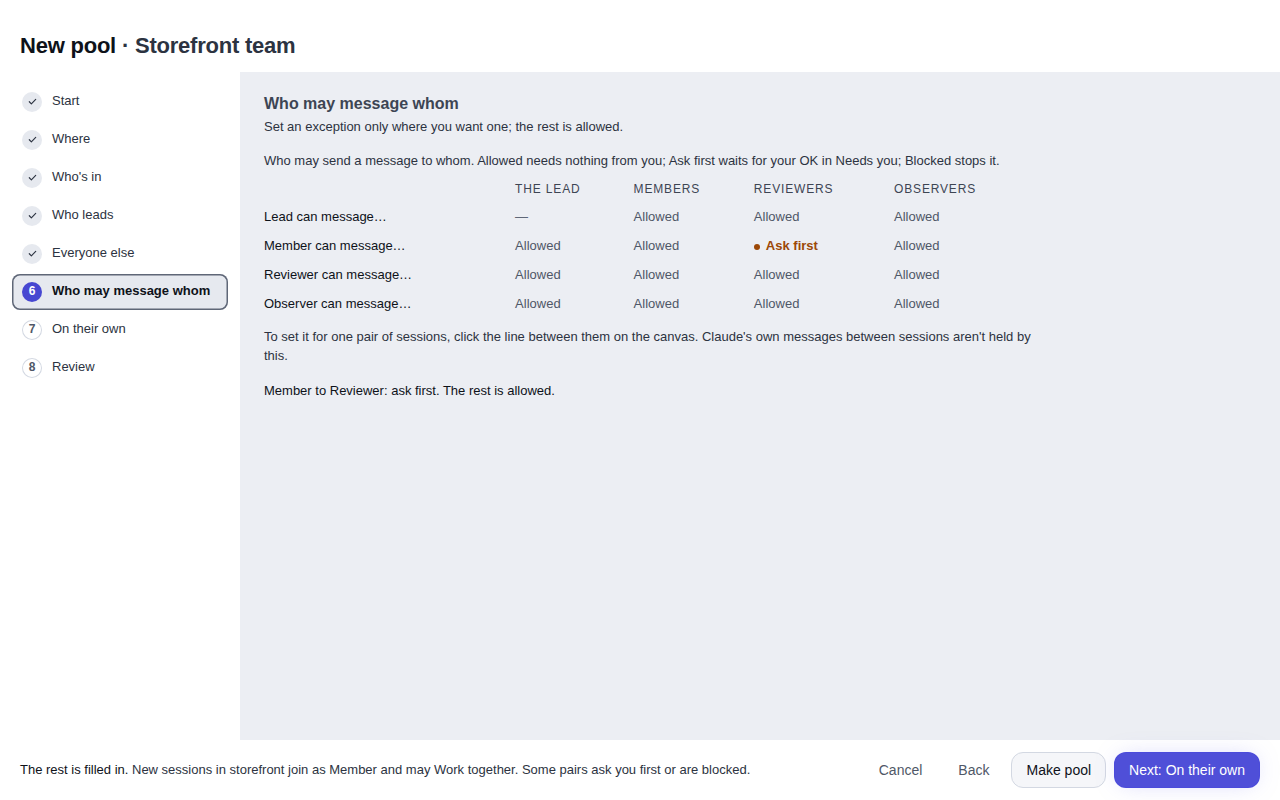 New pool · Storefront team
Start
Where
Who's in
Who leads
Everyone else
6 Who may message whom
7 On their own
8 Review
Who may message whom
Set an exception only where you want one; the rest is allowed.
Who may send a message to whom. Allowed needs nothing from you; Ask first waits for your OK in Needs you; Blocked stops it.
THE LEAD MEMBERS REVIEWERS OBSERVERS
Lead can message… — Allowed Allowed Allowed
Member can message… Allowed Allowed Ask first Allowed
Reviewer can message… Allowed Allowed Allowed Allowed
Observer can message… Allowed Allowed Allowed Allowed
To set it for one pair of sessions, click the line between them on the canvas. Claude's own messages between sessions aren't held by
this.
Member to Reviewer: ask first. The rest is allowed.
The rest is filled in. New sessions in storefront join as Member and may Work together. Some pairs ask you first or are blocked.
Cancel Back Make pool Next: On their own